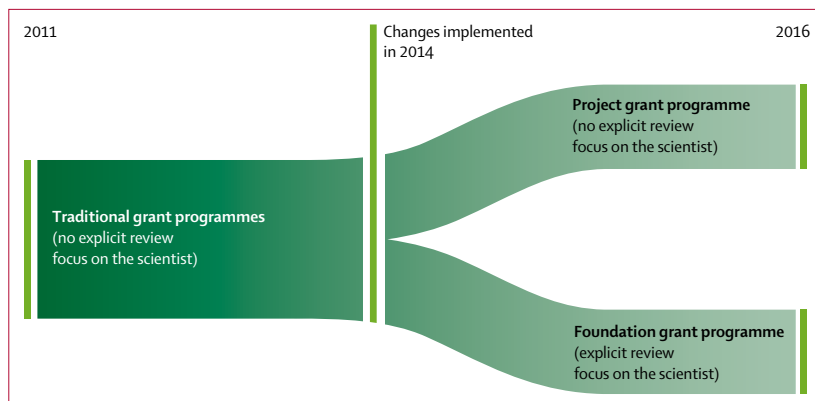 2011
Changes implemented
in 2014
2016
Traditional grant programmes
(no explicit review
focus on the scientist)
Project grant programme
(no explicit review
focus on the scientist)
Foundation grant programme
(explicit review
focus on the scientist)